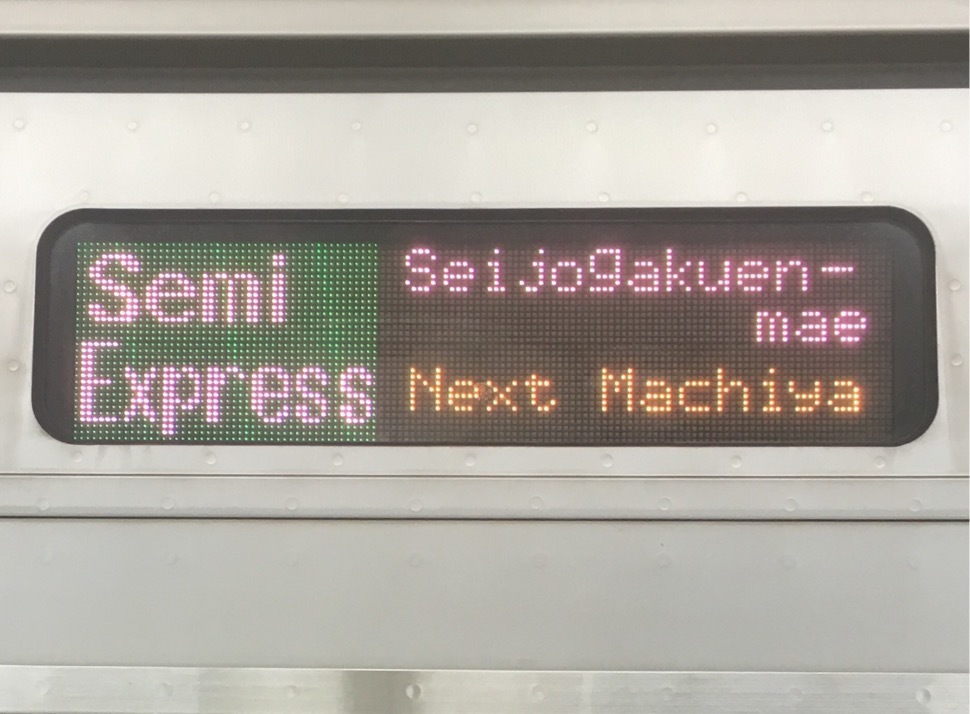 Semi
Express
Seijogakuen-
mae
Next Machiya